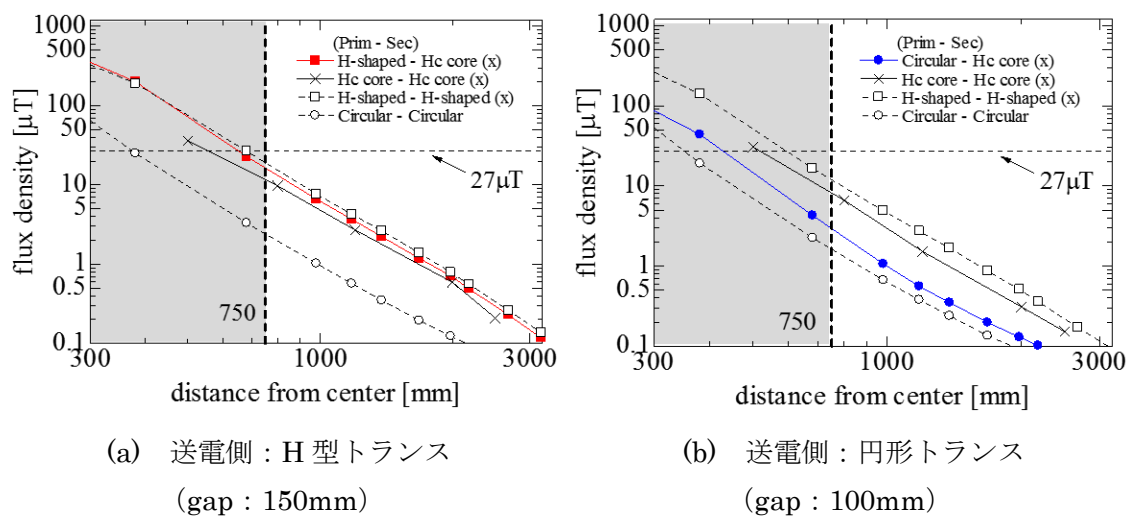 1000
500
100
50
10
5
1
0.5
0.1
flux density [μT]
(Prim - Sec)
H-shaped - Hc core (x)
Hc core - Hc core (x)
H-shaped - H-shaped (x)
Circular - Circular
27μT
750
300
1000
3000
distance from center [mm]
(a) 送電側：H 型トランス
（gap：150mm）
1000
500
100
50
10
5
1
0.5
0.1
flux density [μT]
(Prim - Sec)
Circular - Hc core (x)
Hc core - Hc core (x)
H-shaped - H-shaped (x)
Circular - Circular
27μT
750
300
1000
3000
distance from center [mm]
(b) 送電側：円形トランス
（gap：100mm）